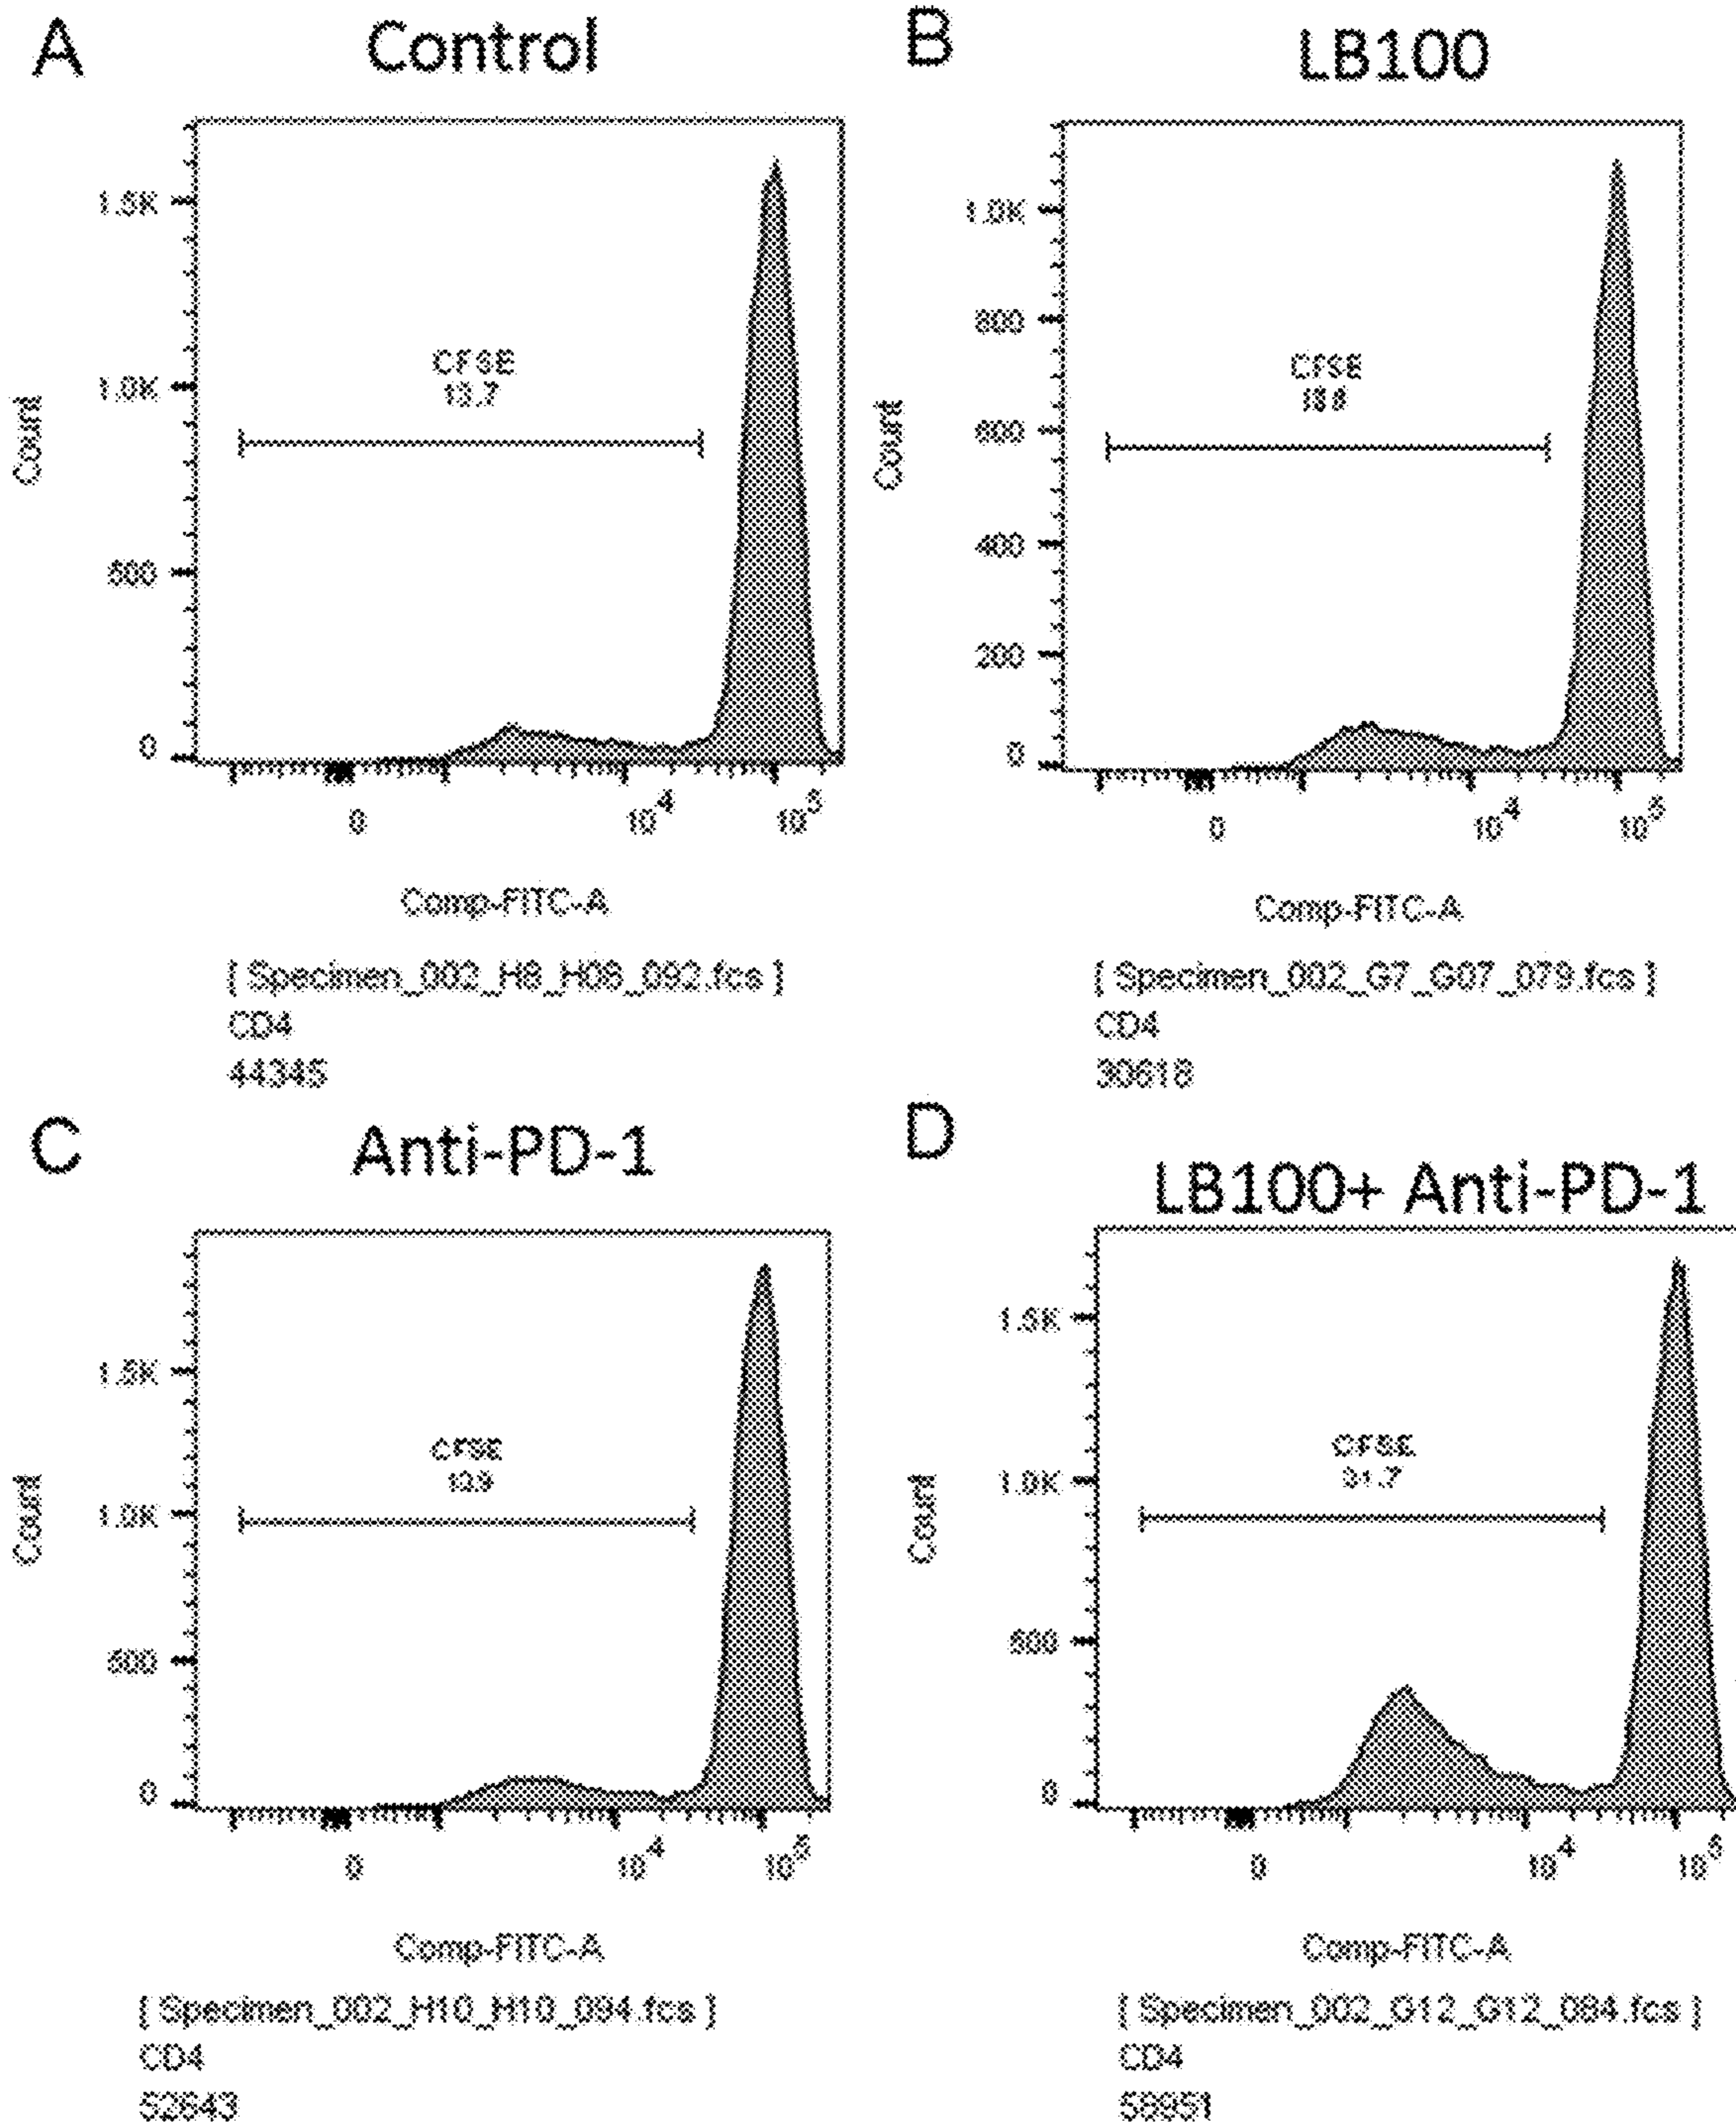 A
Control
1.5K
1.0K
500
0
Count
CFSE
13.7
0
10^4
10^5
Comp-FITC-A
[ Specimen_002_H8_H08_092.fcs ]
CD4
44345
B
LB100
1.0K
800
600
400
200
0
Count
CFSE
0
10^4
10^5
Comp-FITC-A
[ Specimen_002_G7_G07_079.fcs ]
CD4
30618
C
Anti-PD-1
1.5K
1.0K
500
0
Count
CFSE
0
10^4
10^5
Comp-FITC-A
[ Specimen_002_H10_H10_094.fcs ]
CD4
52643
D
LB100+ Anti-PD-1
1.5K
1.0K
500
0
Count
CFSE
31.7
0
10^4
10^5
Comp-FITC-A
[ Specimen_002_G12_G12_084.fcs ]
CD4